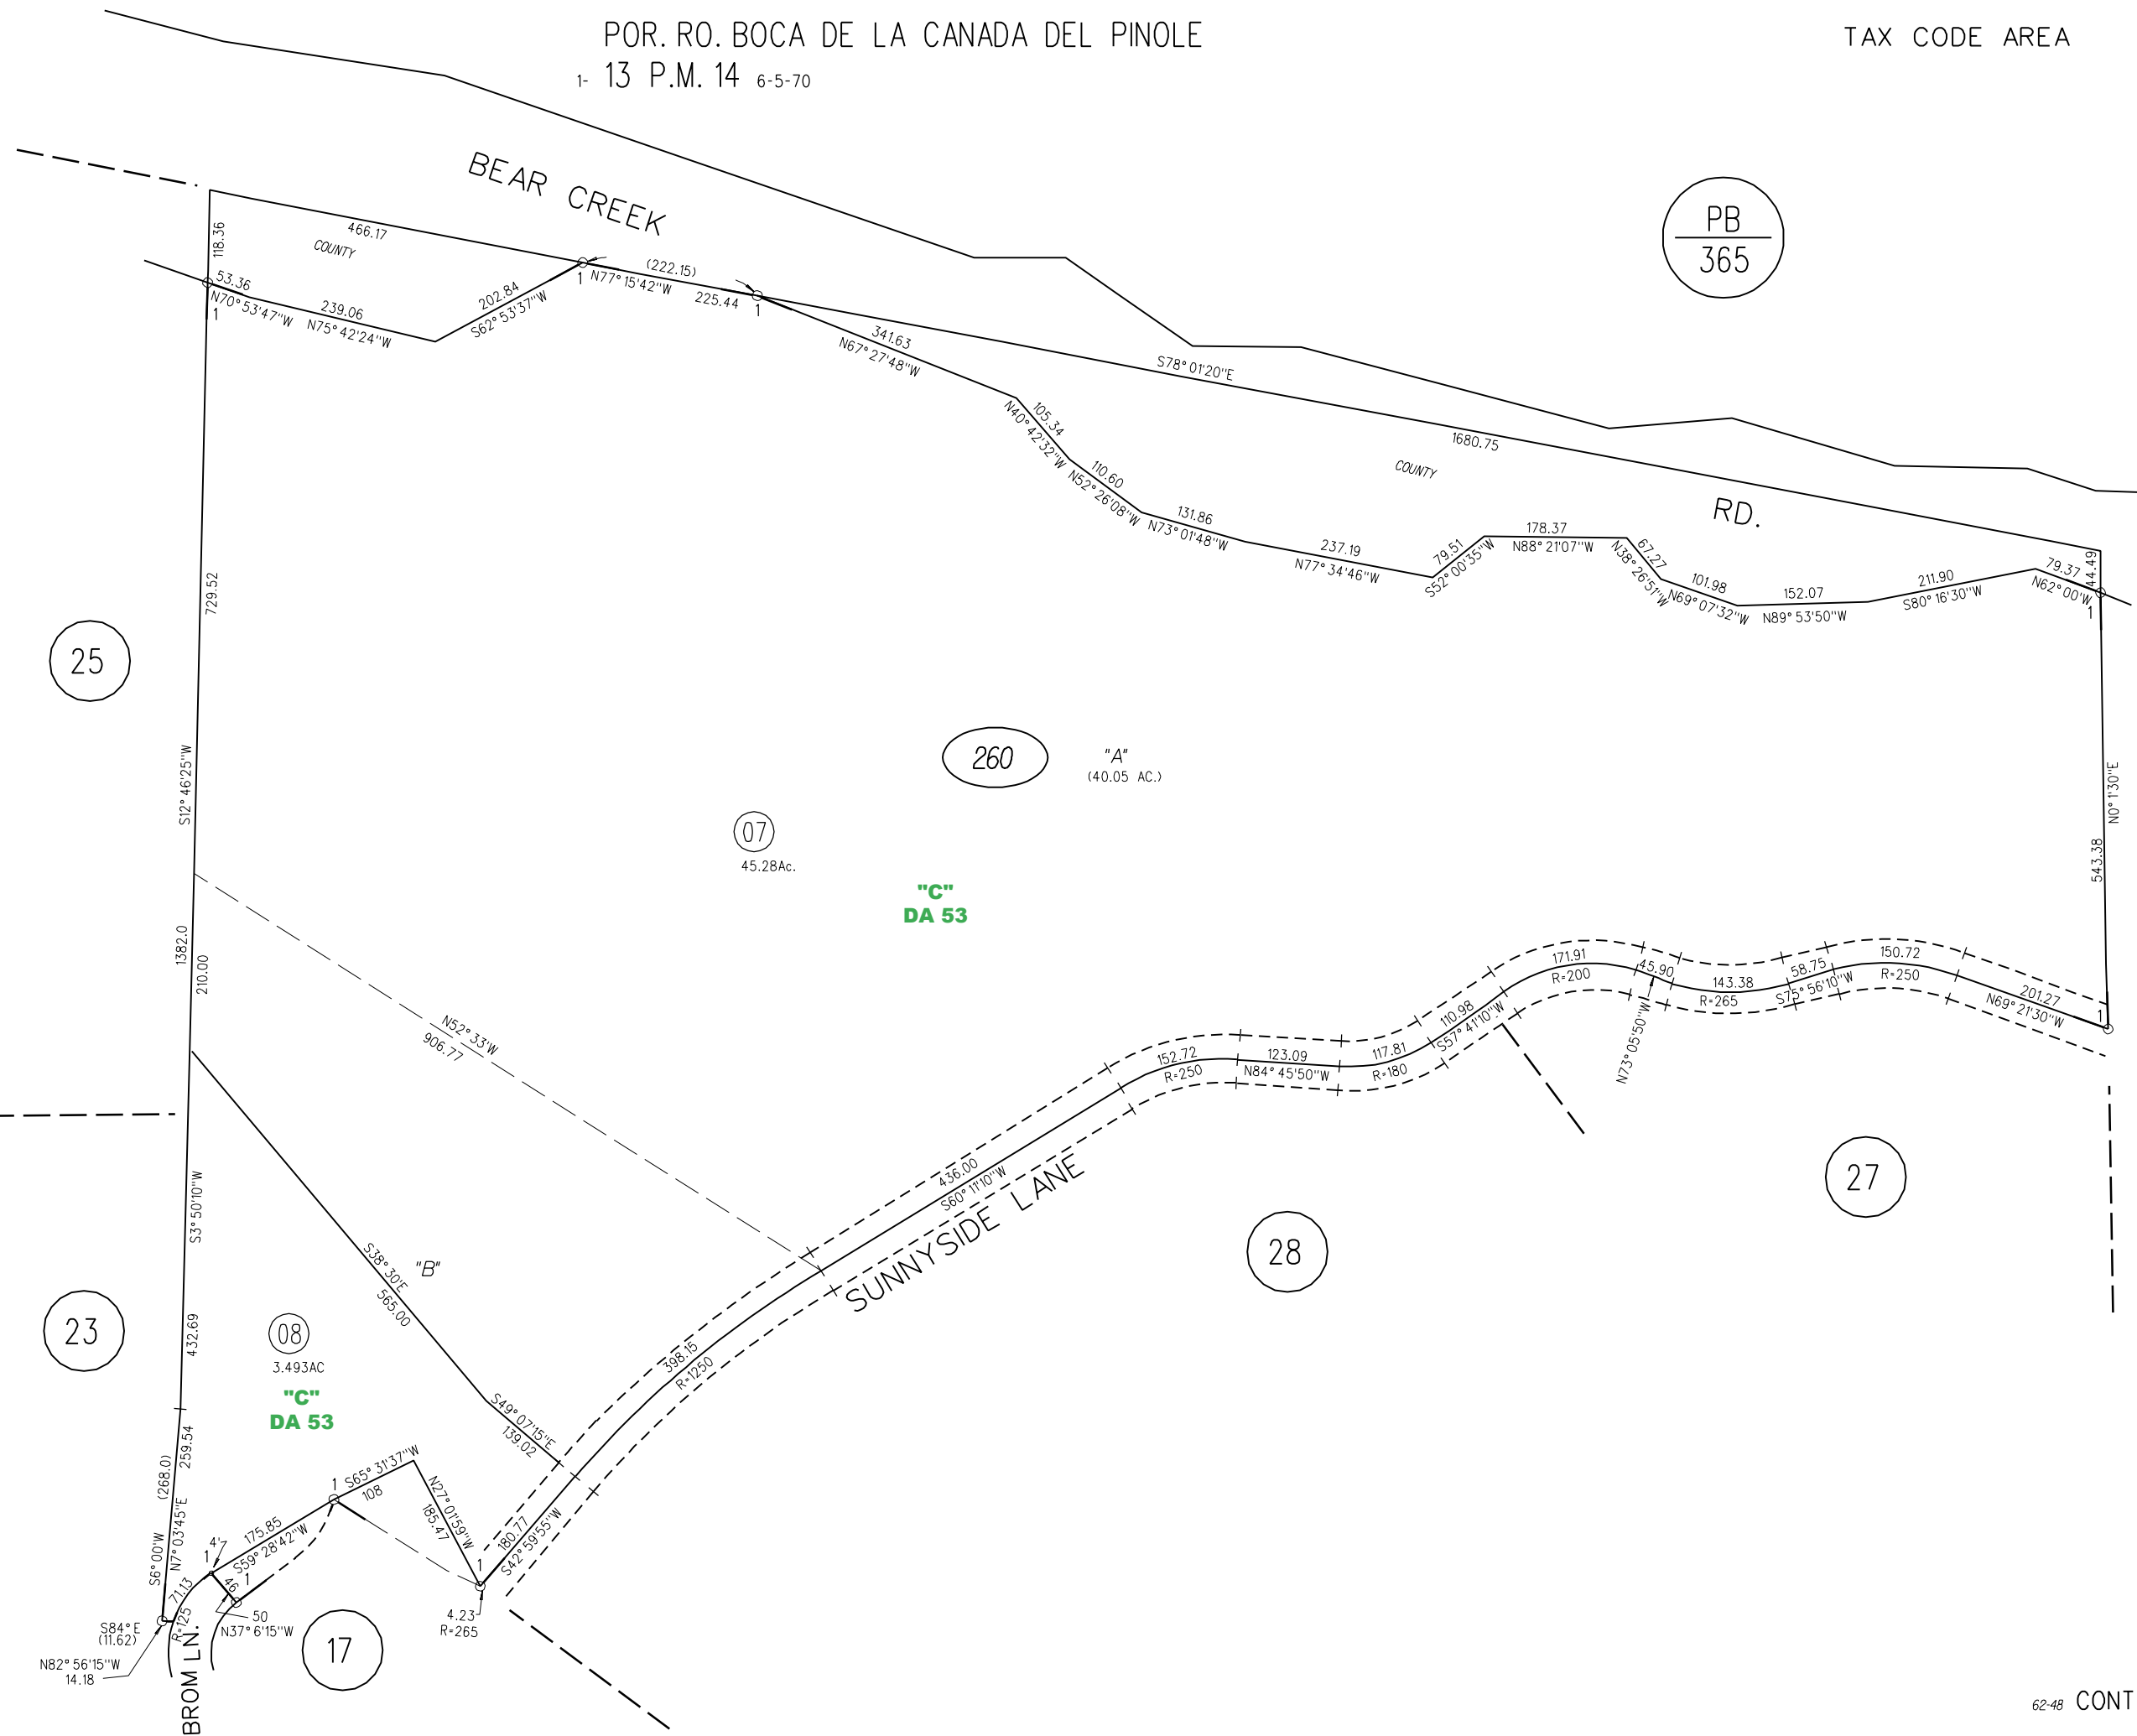 POR. RO. BOCA DE LA CANADA DEL PINOLE
1- 13 P.M. 14 6-5-70
TAX CODE AREA
PB
365
BEAR CREEK
RD.
466.17
COUNTY
118.36
53.36
N70°53'47"W
1
239.06
N75°42'24"W
202.84
S62°53'37"W
1
(222.15)
N77°15'42"W
225.44
1
341.63
N67°27'48"W
S78°01'20"E
1680.75
COUNTY
105.34
N40°42'32"W
110.60
N52°26'08"W
131.86
N73°01'48"W
237.19
N77°34'46"W
79.51
S52°00'35"W
178.37
N88°21'07"W
67.27
N38°26'51"W
101.98
N69°07'32"W
152.07
N89°53'50"W
211.90
S80°16'30"W
79.37
N62°00'W
44.49
1
729.52
25
S12°46'25"W
260
"A"
(40.05 AC.)
07
45.28Ac.
"C"
DA 53
N0°1'30"E
543.38
1382.0
210.00
N52°33'W
906.77
171.91
R=200
45.90
N73°05'50"W
143.38
R=265
58.75
S75°56'10"W
150.72
R=250
201.27
N69°21'30"W
1
110.98
S57°41'10"W
117.81
R=180
123.09
N84°45'50"W
152.72
R=250
436.00
S60°11'10"W
SUNNYSIDE LANE
27
28
S3°50'10"W
S38°30'E
565.00
"B"
23
432.69
08
3.493AC
"C"
DA 53
398.15
R=1250
S49°07'15"E
139.02
259.54
(268.0)
N7°03'45"E
S6°00'W
1
S65°31'37"W
108
N27°01'59"W
185.47
180.77
S42°59'55"W
1
175.85
S59°28'42"W
4'
1
46
1
71.13
R=125
50
N37°6'15"W
4.23
R=265
S84°E
(11.62)
N82°56'15"W
14.18
17
BROM LN.
62-48 CONT